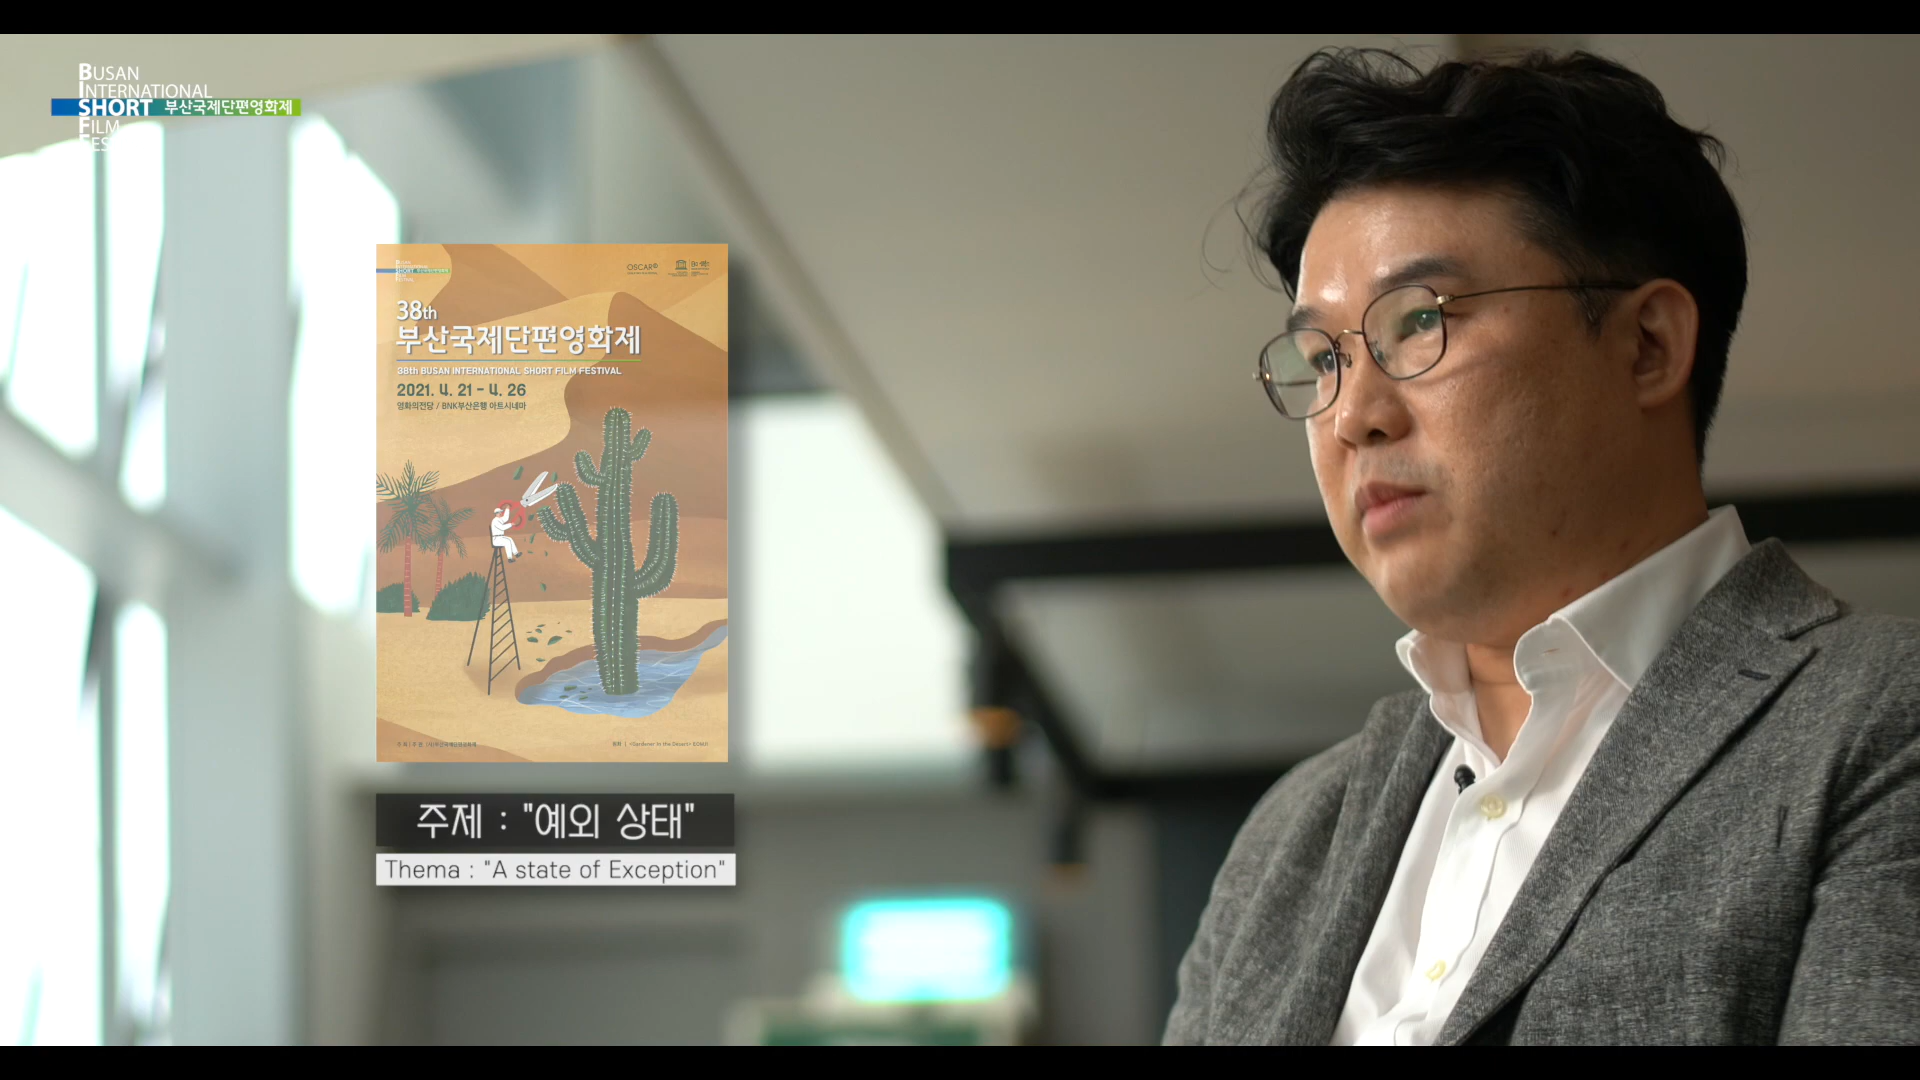 BUSAN
INTERNATIONAL
SHORT 부산국제단편영화제
FILM
FES
OSCAR®
38th
부산국제단편영화제
38th BUSAN INTERNATIONAL SHORT FILM FESTIVAL
2021. 4. 21 - 4. 26
영화의전당 / BNK부산은행 아트시네마
주제 : "예외 상태"
Thema : "A state of Exception"